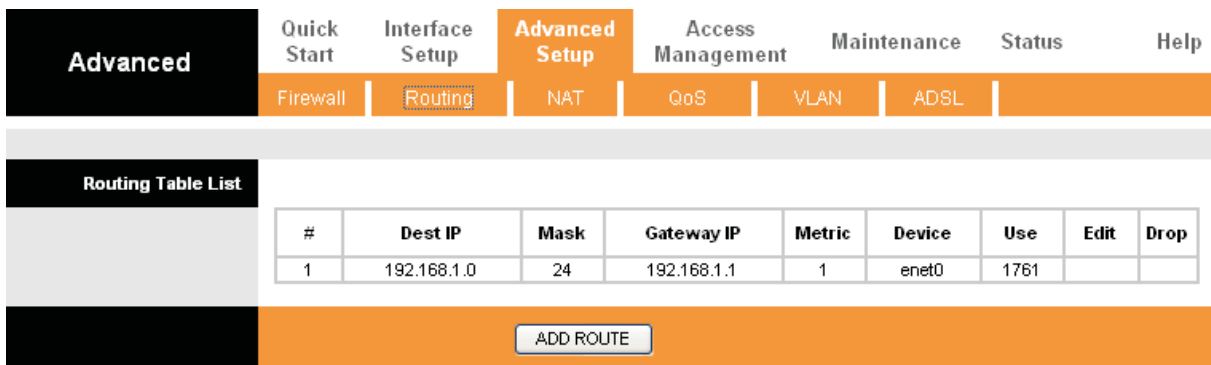 Advanced
Quick Start
Interface Setup
Advanced Setup
Access Management
Maintenance
Status
Help
Firewall
Routing
NAT
QoS
VLAN
ADSL
Routing Table List
# Dest IP Mask Gateway IP Metric Device Use Edit Drop
1 192.168.1.0 24 192.168.1.1 1 enet0 1761
ADD ROUTE